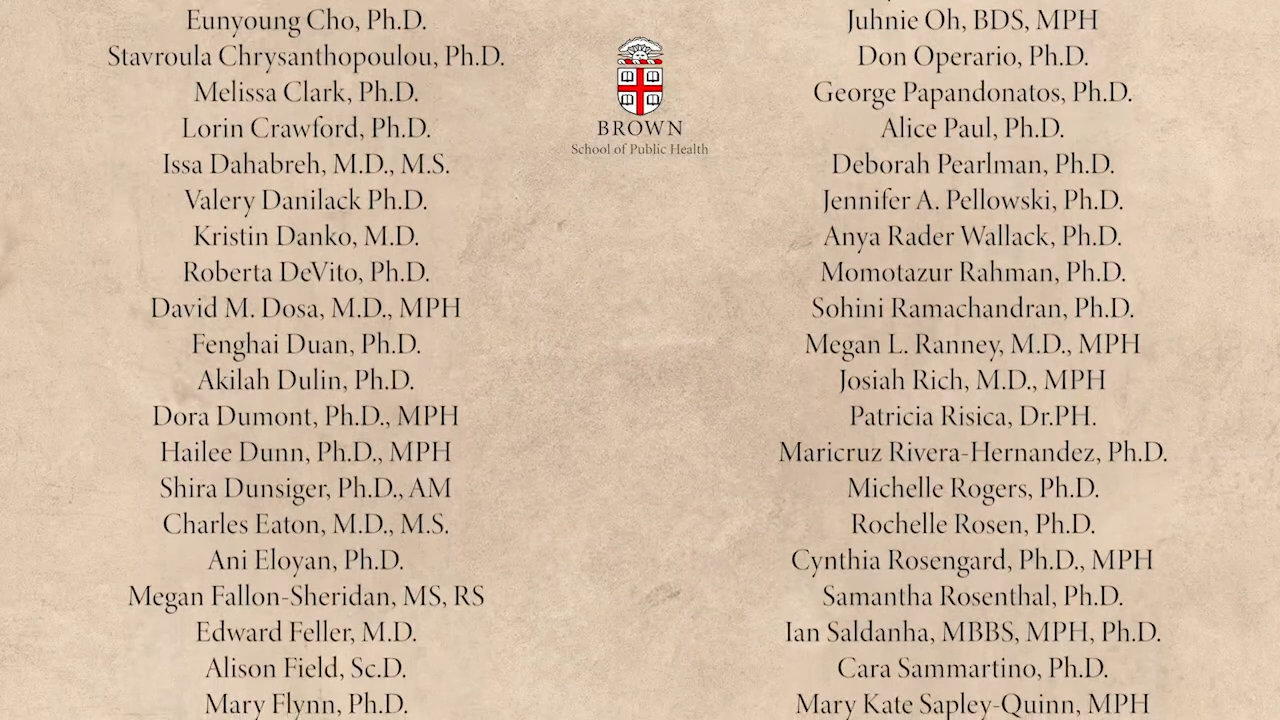 Eunyoung Cho, Ph.D.
Stavroula Chrysanthopoulou, Ph.D.
Melissa Clark, Ph.D.
Lorin Crawford, Ph.D.
Issa Dahabreh, M.D., M.S.
Valery Danilack Ph.D.
Kristin Danko, M.D.
Roberta DeVito, Ph.D.
David M. Dosa, M.D., MPH
Fenghai Duan, Ph.D.
Akilah Dulin, Ph.D.
Dora Dumont, Ph.D., MPH
Hailee Dunn, Ph.D., MPH
Shira Dunsiger, Ph.D., AM
Charles Eaton, M.D., M.S.
Ani Eloyan, Ph.D.
Megan Fallon-Sheridan, MS, RS
Edward Feller, M.D.
Alison Field, Sc.D.
Mary Flynn, Ph.D.
BROWN
School of Public Health
Juhnie Oh, BDS, MPH
Don Operario, Ph.D.
George Papandonatos, Ph.D.
Alice Paul, Ph.D.
Deborah Pearlman, Ph.D.
Jennifer A. Pellowski, Ph.D.
Anya Rader Wallack, Ph.D.
Momotazur Rahman, Ph.D.
Sohini Ramachandran, Ph.D.
Megan L. Ranney, M.D., MPH
Josiah Rich, M.D., MPH
Patricia Risica, Dr.PH.
Maricruz Rivera-Hernandez, Ph.D.
Michelle Rogers, Ph.D.
Rochelle Rosen, Ph.D.
Cynthia Rosengard, Ph.D., MPH
Samantha Rosenthal, Ph.D.
Ian Saldanha, MBBS, MPH, Ph.D.
Cara Sammartino, Ph.D.
Mary Kate Sapley-Quinn, MPH